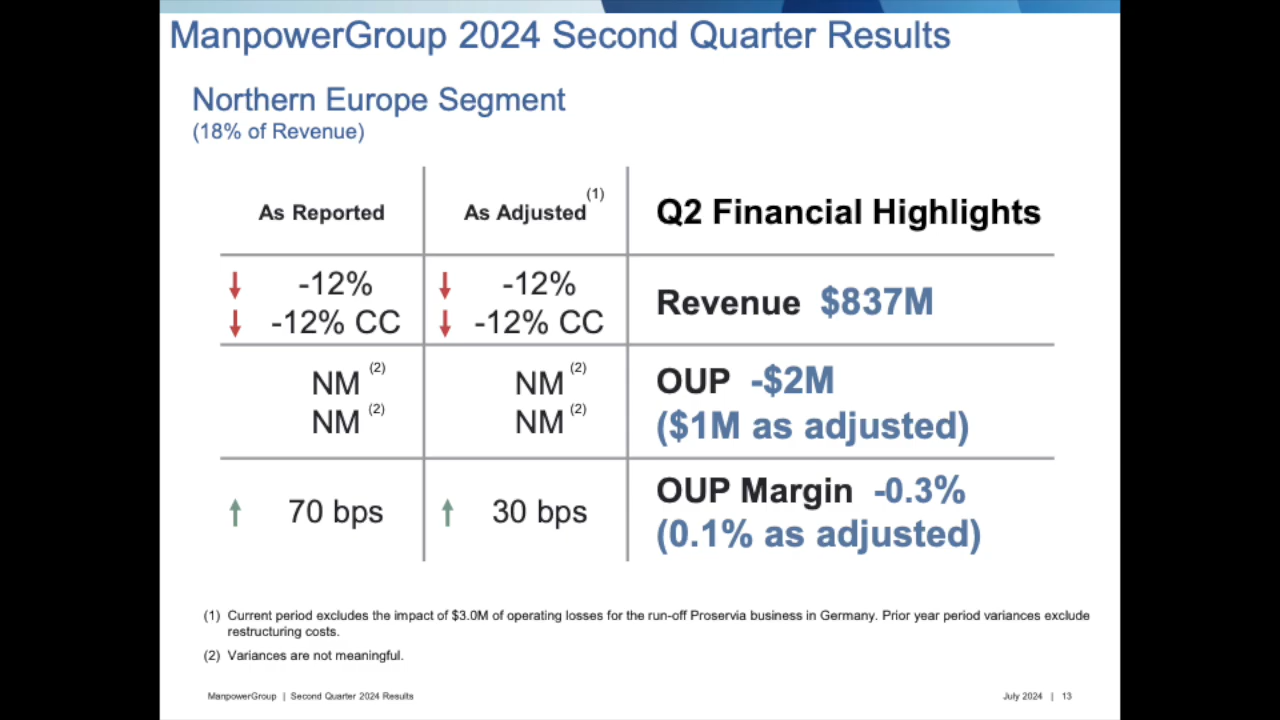 ManpowerGroup 2024 Second Quarter Results
Northern Europe Segment
(18% of Revenue)
As Reported
As Adjusted (1)
Q2 Financial Highlights
-12%
-12% CC
-12%
-12% CC
Revenue $837M
NM (2)
NM (2)
NM (2)
NM (2)
OUP -$2M
($1M as adjusted)
70 bps
30 bps
OUP Margin -0.3%
(0.1% as adjusted)
(1) Current period excludes the impact of $3.0M of operating losses for the run-off Proservia business in Germany. Prior year period variances exclude
restructuring costs.
(2) Variances are not meaningful.
ManpowerGroup | Second Quarter 2024 Results
July 2024 | 13